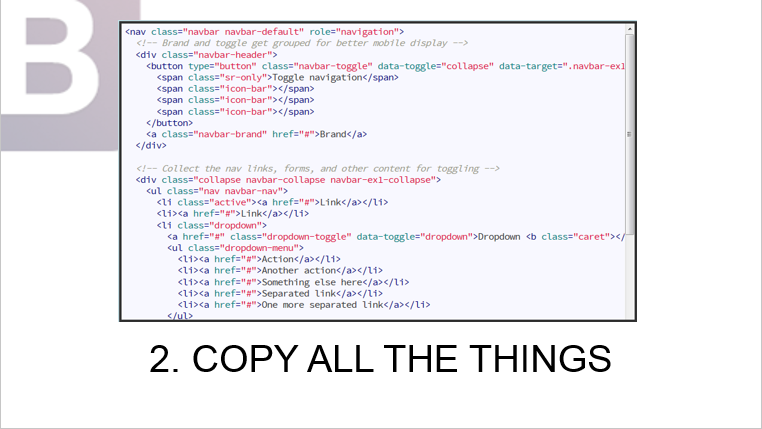 B
<nav class="navbar navbar-default" role="navigation">
<!-- Brand and toggle get grouped for better mobile display -->
<div class="navbar-header">
<button type="button" class="navbar-toggle" data-toggle="collapse" data-target=".navbar-ex1
<span class="sr-only">Toggle navigation</span>
<span class="icon-bar"></span>
<span class="icon-bar"></span>
<span class="icon-bar"></span>
</button>
<a class="navbar-brand" href="#">Brand</a>
</div>
<!-- Collect the nav links, forms, and other content for toggling -->
<div class="collapse navbar-collapse navbar-ex1-collapse">
<ul class="nav navbar-nav">
<li class="active"><a href="#">Link</a></li>
<li><a href="#">Link</a></li>
<li class="dropdown">
<a href="#" class="dropdown-toggle" data-toggle="dropdown">Dropdown <b class="caret"></
<ul class="dropdown-menu">
<li><a href="#">Action</a></li>
<li><a href="#">Another action</a></li>
<li><a href="#">Something else here</a></li>
<li><a href="#">Separated link</a></li>
<li><a href="#">One more separated link</a></li>
</ul>
2. COPY ALL THE THINGS